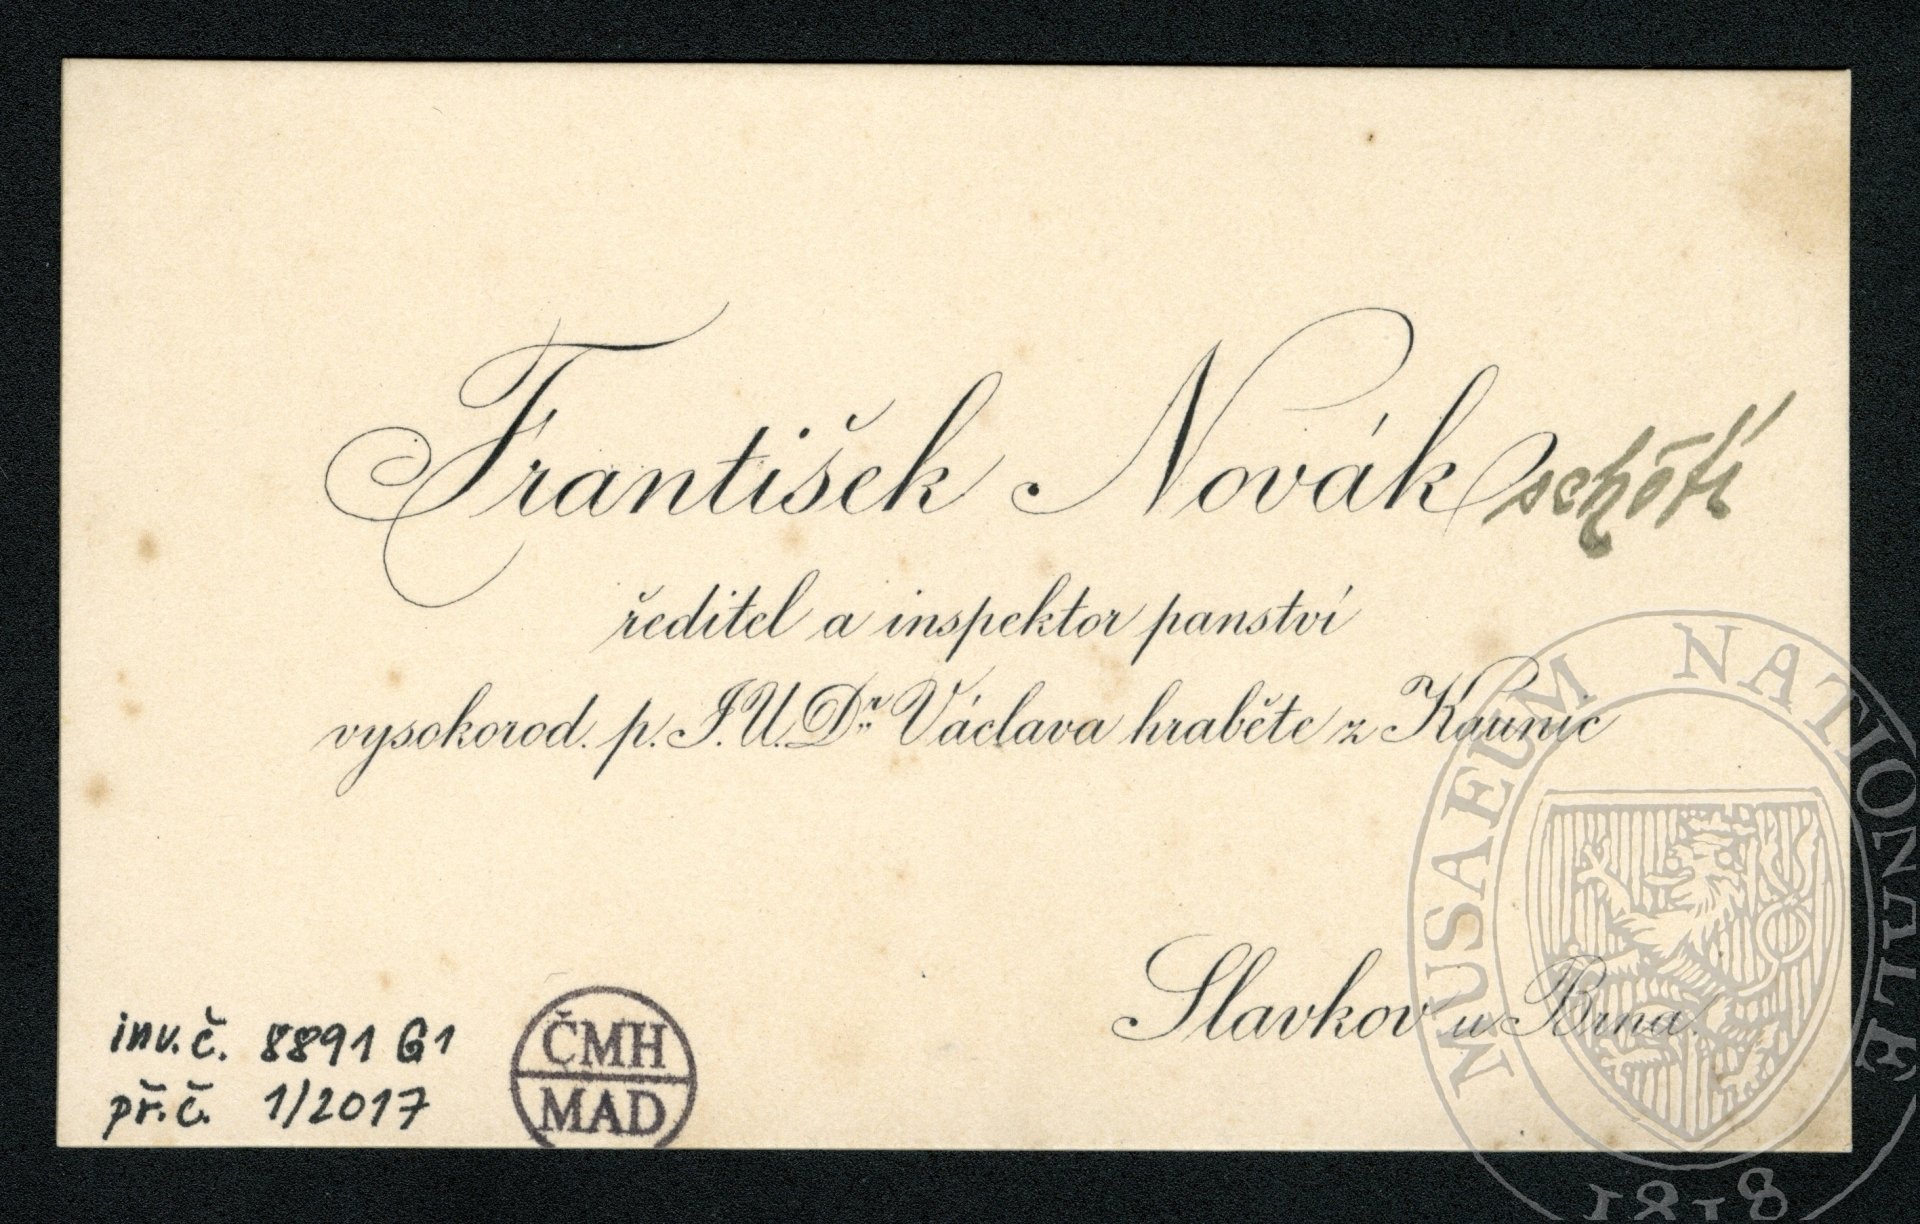 František Novák
ředitel a inspektor panství
vysokorod. p. J.U.Dr. Václava hraběte z Kaunic
Slavkov u Brna.
inv.č. 8891 G1
př.č. 1/2017
ČMH
MAD
MUSAEUM NATIONALE
1818